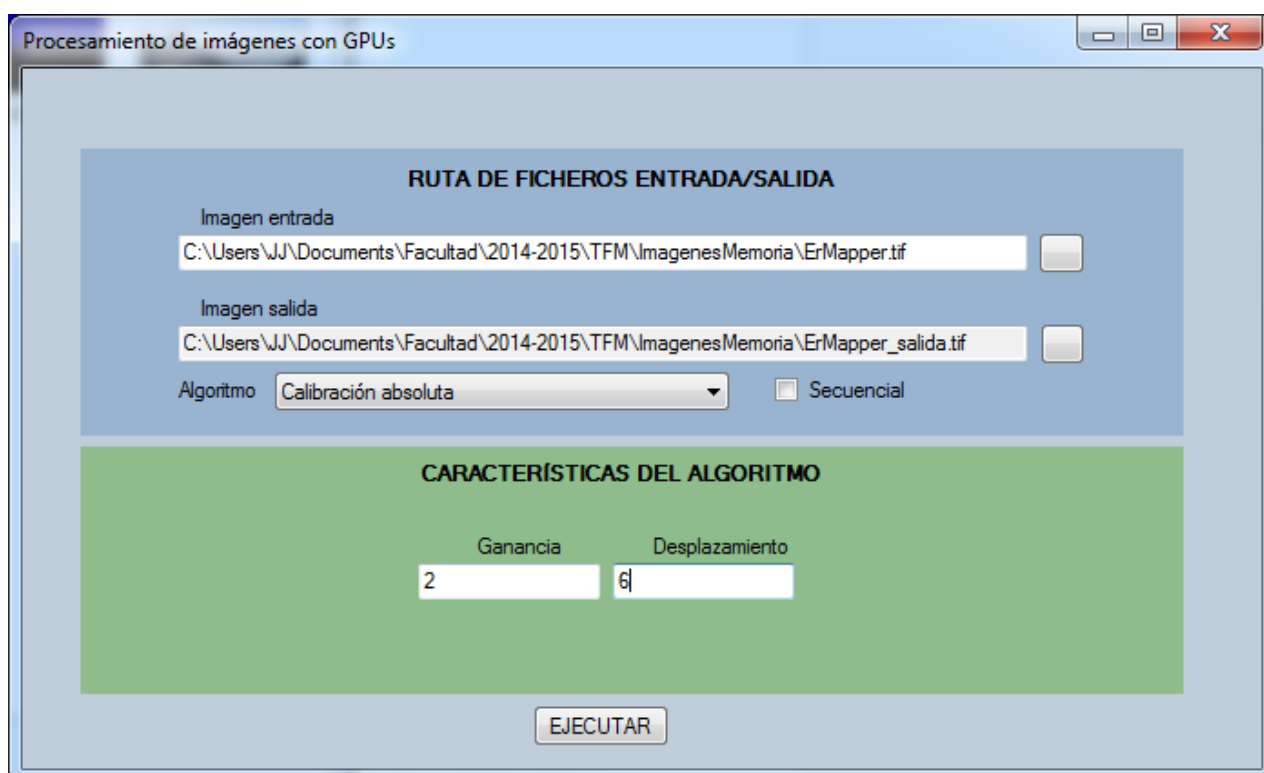 Procesamiento de imágenes con GPUs
RUTA DE FICHEROS ENTRADA/SALIDA
Imagen entrada
C:\Users\JJ\Documents\Facultad\2014-2015\TFM\ImagenesMemoria\ErMapper.tif
Imagen salida
C:\Users\JJ\Documents\Facultad\2014-2015\TFM\ImagenesMemoria\ErMapper_salida.tif
Algoritmo Calibración absoluta Secuencial
CARACTERÍSTICAS DEL ALGORITMO
Ganancia Desplazamiento
2 6
EJECUTAR